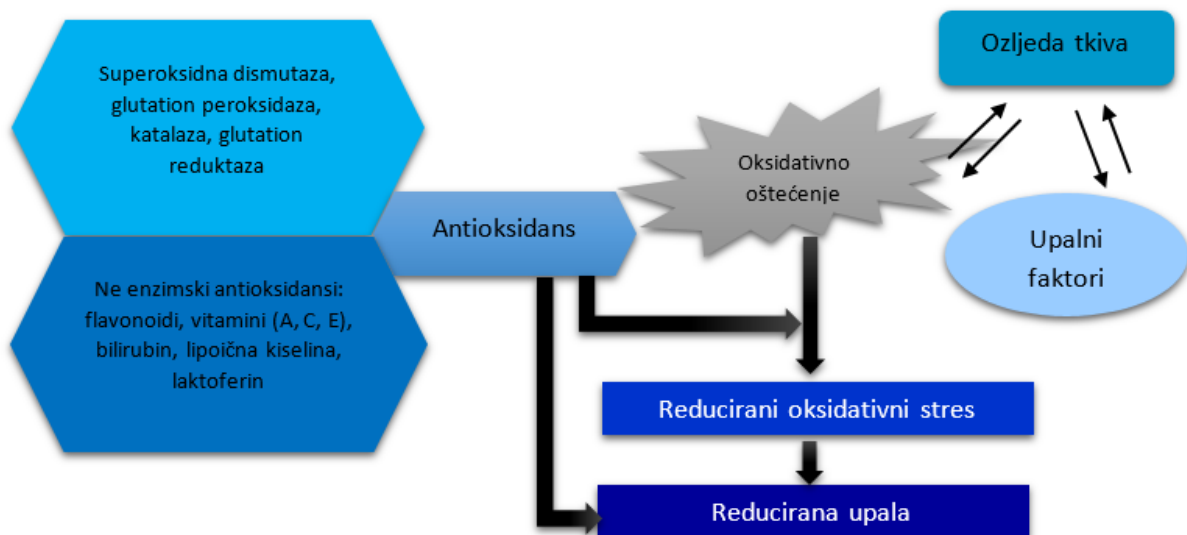 Superoksidna dismutaza,
glutation peroksidaza,
katalaza, glutation
reduktaza
Ne enzimski antioksidansi:
flavonoidi, vitamini (A, C, E),
bilirubin, lipoična kiselina,
laktoferin
Antioksidans
Oksidativno
oštećenje
Ozljeda tkiva
Upalni
faktori
Reducirani oksidativni stres
Reducirana upala